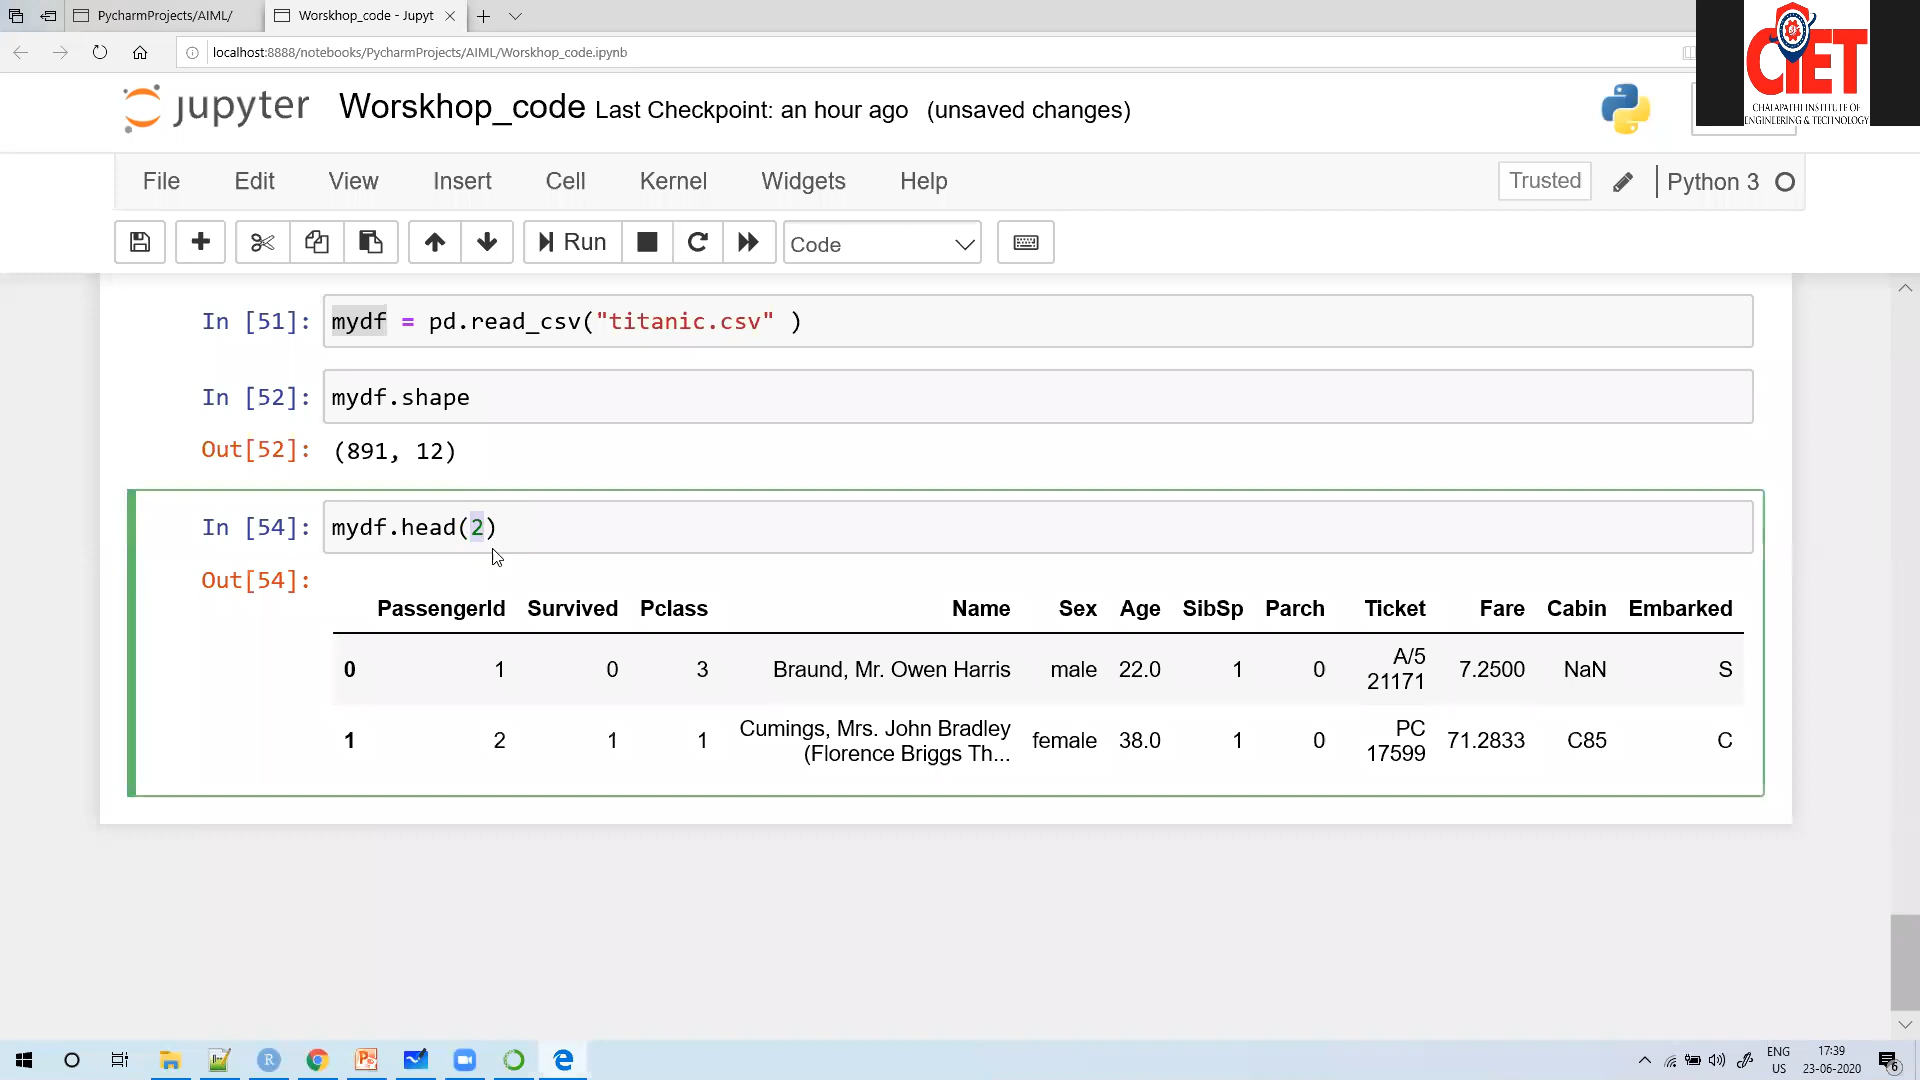 PycharmProjects/AIML/
Worskhop_code - Jupyt
localhost:8888/notebooks/PycharmProjects/AIML/Worskhop_code.ipynb
CIET
CHALAPATHI INSTITUTE OF
ENGINEERING & TECHNOLOGY
jupyter Worskhop_code Last Checkpoint: an hour ago (unsaved changes)
File Edit View Insert Cell Kernel Widgets Help Trusted Python 3
Run Code
In [51]: mydf = pd.read_csv("titanic.csv" )
In [52]: mydf.shape
Out[52]: (891, 12)
In [54]: mydf.head(2)
Out[54]:
PassengerId Survived Pclass Name Sex Age SibSp Parch Ticket Fare Cabin Embarked
0 1 0 3 Braund, Mr. Owen Harris male 22.0 1 0 A/5 21171 7.2500 NaN S
1 2 1 1 Cumings, Mrs. John Bradley (Florence Briggs Th... female 38.0 1 0 PC 17599 71.2833 C85 C
ENG 17:39
US 23-06-2020 6